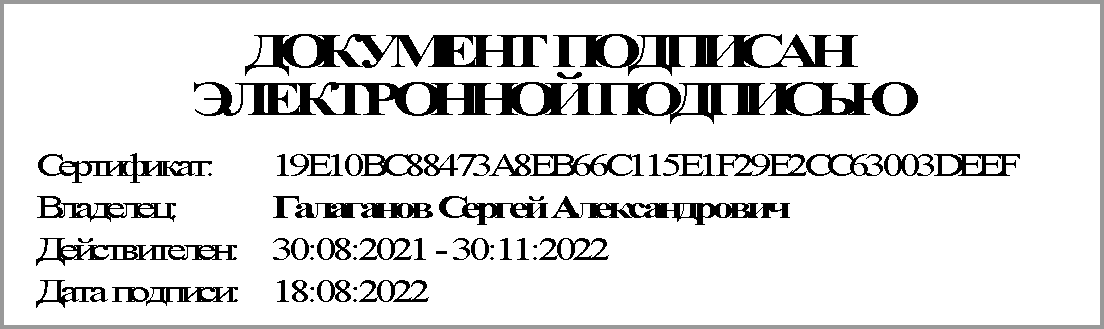 ДОКУМЕНТ ПОДПИСАН
ЭЛЕКТРОННОЙ ПОДПИСЬЮ
Сертификат: 19E10BC88473A8EB66C115E1F29E2CC63003DEEF
Владелец: Галаганов Сергей Александрович
Действителен: 30:08:2021 - 30:11:2022
Дата подписи: 18:08:2022